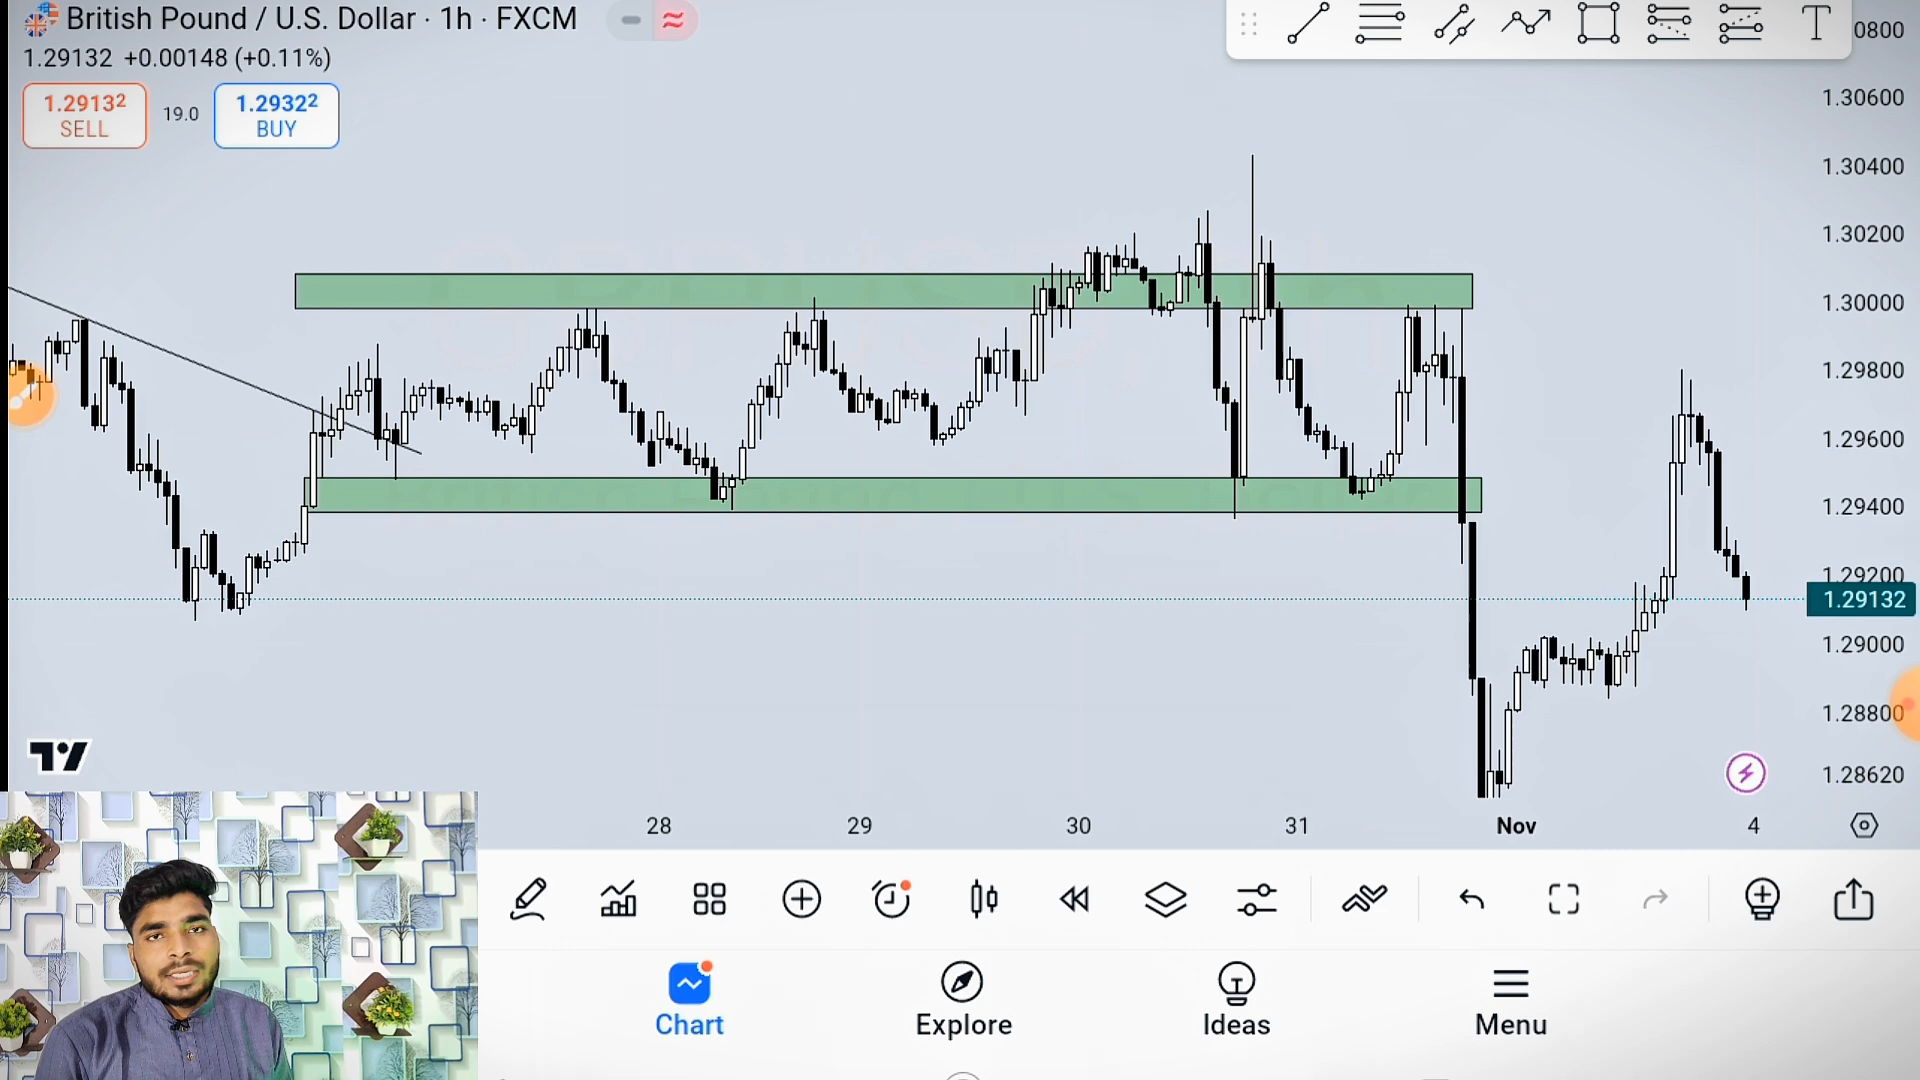 British Pound / U.S. Dollar · 1h · FXCM
1.29132 +0.00148 (+0.11%)
1.29132
SELL
19.0
1.29322
BUY
0800
1.30600
1.30400
1.30200
1.30000
1.29800
1.29600
1.29400
1.29200
1.29132
1.29000
1.28800
1.28620
28
29
30
31
Nov
4
Chart
Explore
Ideas
Menu